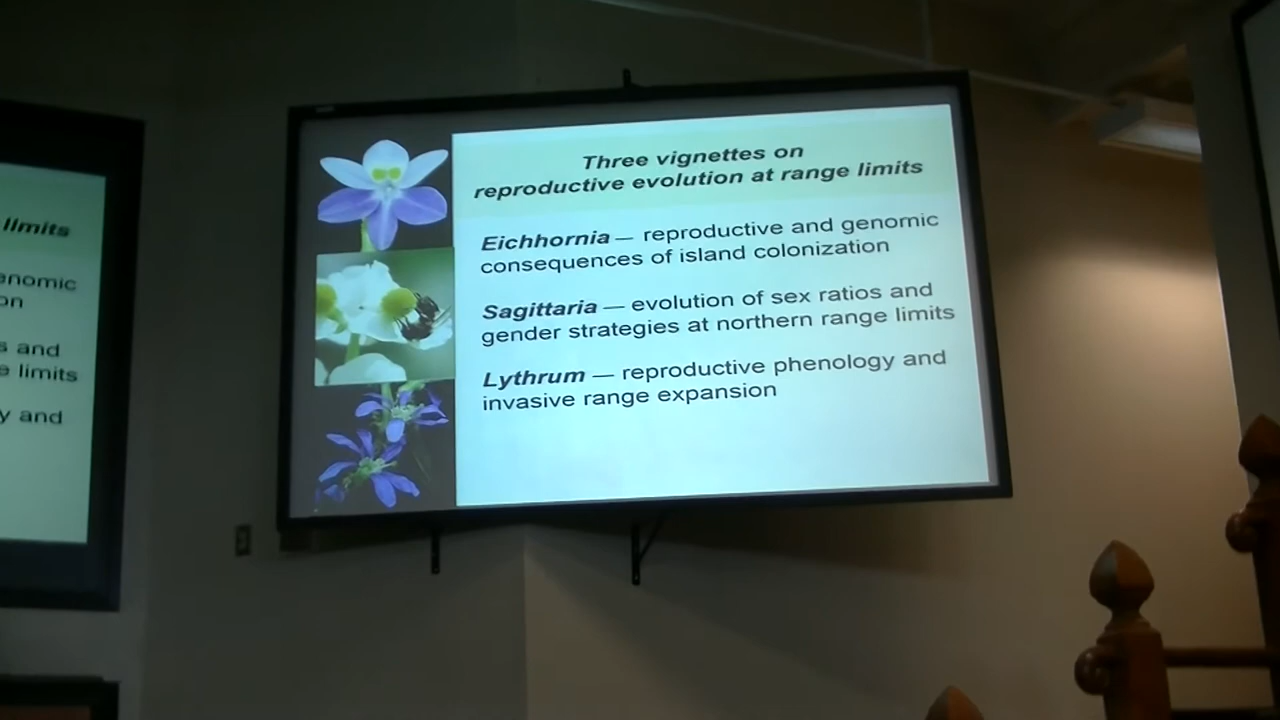 Three vignettes on
reproductive evolution at range limits
Eichhornia — reproductive and genomic
consequences of island colonization
Sagittaria — evolution of sex ratios and
gender strategies at northern range limits
Lythrum — reproductive phenology and
invasive range expansion
limits
enomic
on
s and
e limits
y and